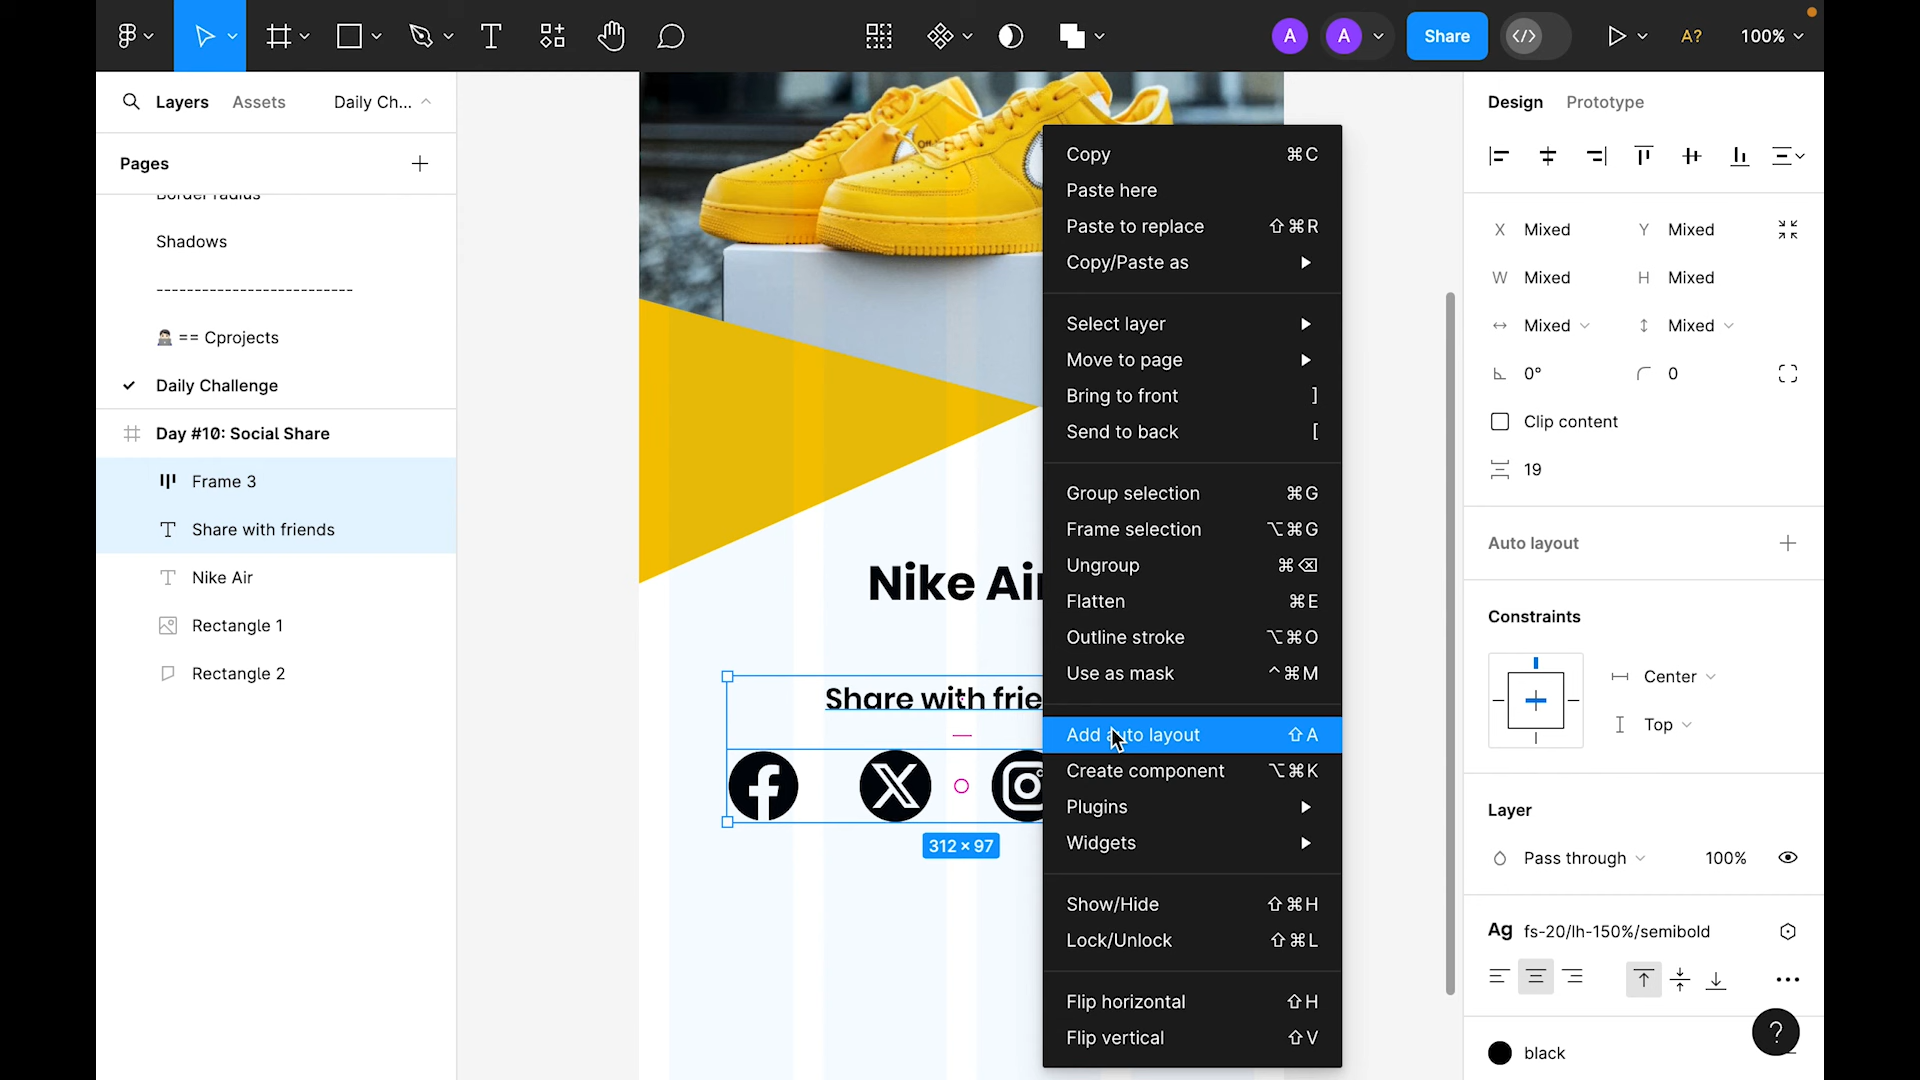 A
A
Share
A?
100%
Layers
Assets
Daily Ch...
Pages
Border radius
Shadows
--------------------------
== Cprojects
Daily Challenge
Day #10: Social Share
Frame 3
Share with friends
Nike Air
Rectangle 1
Rectangle 2
Nike Air
Share with frie
312 × 97
Copy ⌘C
Paste here
Paste to replace ⇧⌘R
Copy/Paste as
Select layer
Move to page
Bring to front ]
Send to back [
Group selection ⌘G
Frame selection ⌥⌘G
Ungroup ⌘⌫
Flatten ⌘E
Outline stroke ⌥⌘O
Use as mask ^⌘M
Add auto layout ⇧A
Create component ⌥⌘K
Plugins
Widgets
Show/Hide ⇧⌘H
Lock/Unlock ⇧⌘L
Flip horizontal ⇧H
Flip vertical ⇧V
Design
Prototype
X Mixed Y Mixed
W Mixed H Mixed
Mixed Mixed
0° 0
Clip content
19
Auto layout
Constraints
Center
Top
Layer
Pass through 100%
Ag fs-20/lh-150%/semibold
black
?